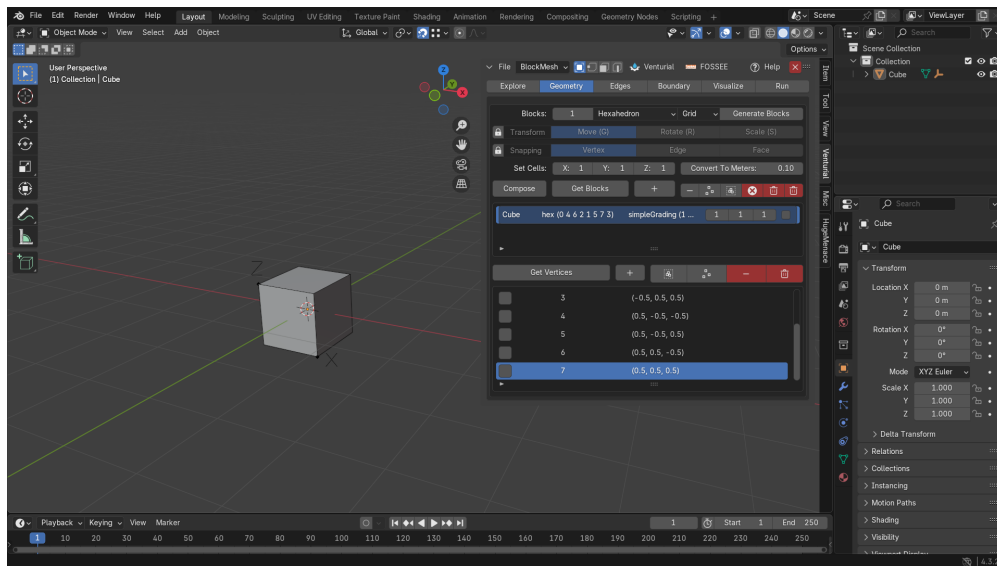 File Edit Render Window Help Layout Modeling Sculpting UV Editing Texture Paint Shading Animation Rendering Compositing Geometry Nodes Scripting + Scene ViewLayer
Object Mode View Select Add Object Global Search
Options
User Perspective
(1) Collection | Cube
Z
Y
X
Z
X
File BlockMesh Venturial FOSSEE Help
Explore Geometry Edges Boundary Visualize Run
Blocks: 1 Hexahedron Grid Generate Blocks
Transform Move (G) Rotate (R) Scale (S)
Snapping Vertex Edge Face
Set Cells: X: 1 Y: 1 Z: 1 Convert To Meters: 0.10
Compose Get Blocks +
Cube hex (0 4 6 2 1 5 7 3) simpleGrading (1 ... 1 1 1
Get Vertices +
3 (-0.5, 0.5, 0.5)
4 (0.5, -0.5, -0.5)
5 (0.5, -0.5, 0.5)
6 (0.5, 0.5, -0.5)
7 (0.5, 0.5, 0.5)
Item
Tool
View
Venturial
Misc
HugeMenace
Scene Collection
Collection
Cube
Search
Cube
Cube
Transform
Location X 0 m
Y 0 m
Z 0 m
Rotation X 0°
Y 0°
Z 0°
Mode XYZ Euler
Scale X 1.000
Y 1.000
Z 1.000
Delta Transform
Relations
Collections
Instancing
Motion Paths
Shading
Visibility
Viewport Display
Playback Keying View Marker 1 Start 1 End 250
1 10 20 30 40 50 60 70 80 90 100 110 120 130 140 150 160 170 180 190 200 210 220 230 240 250